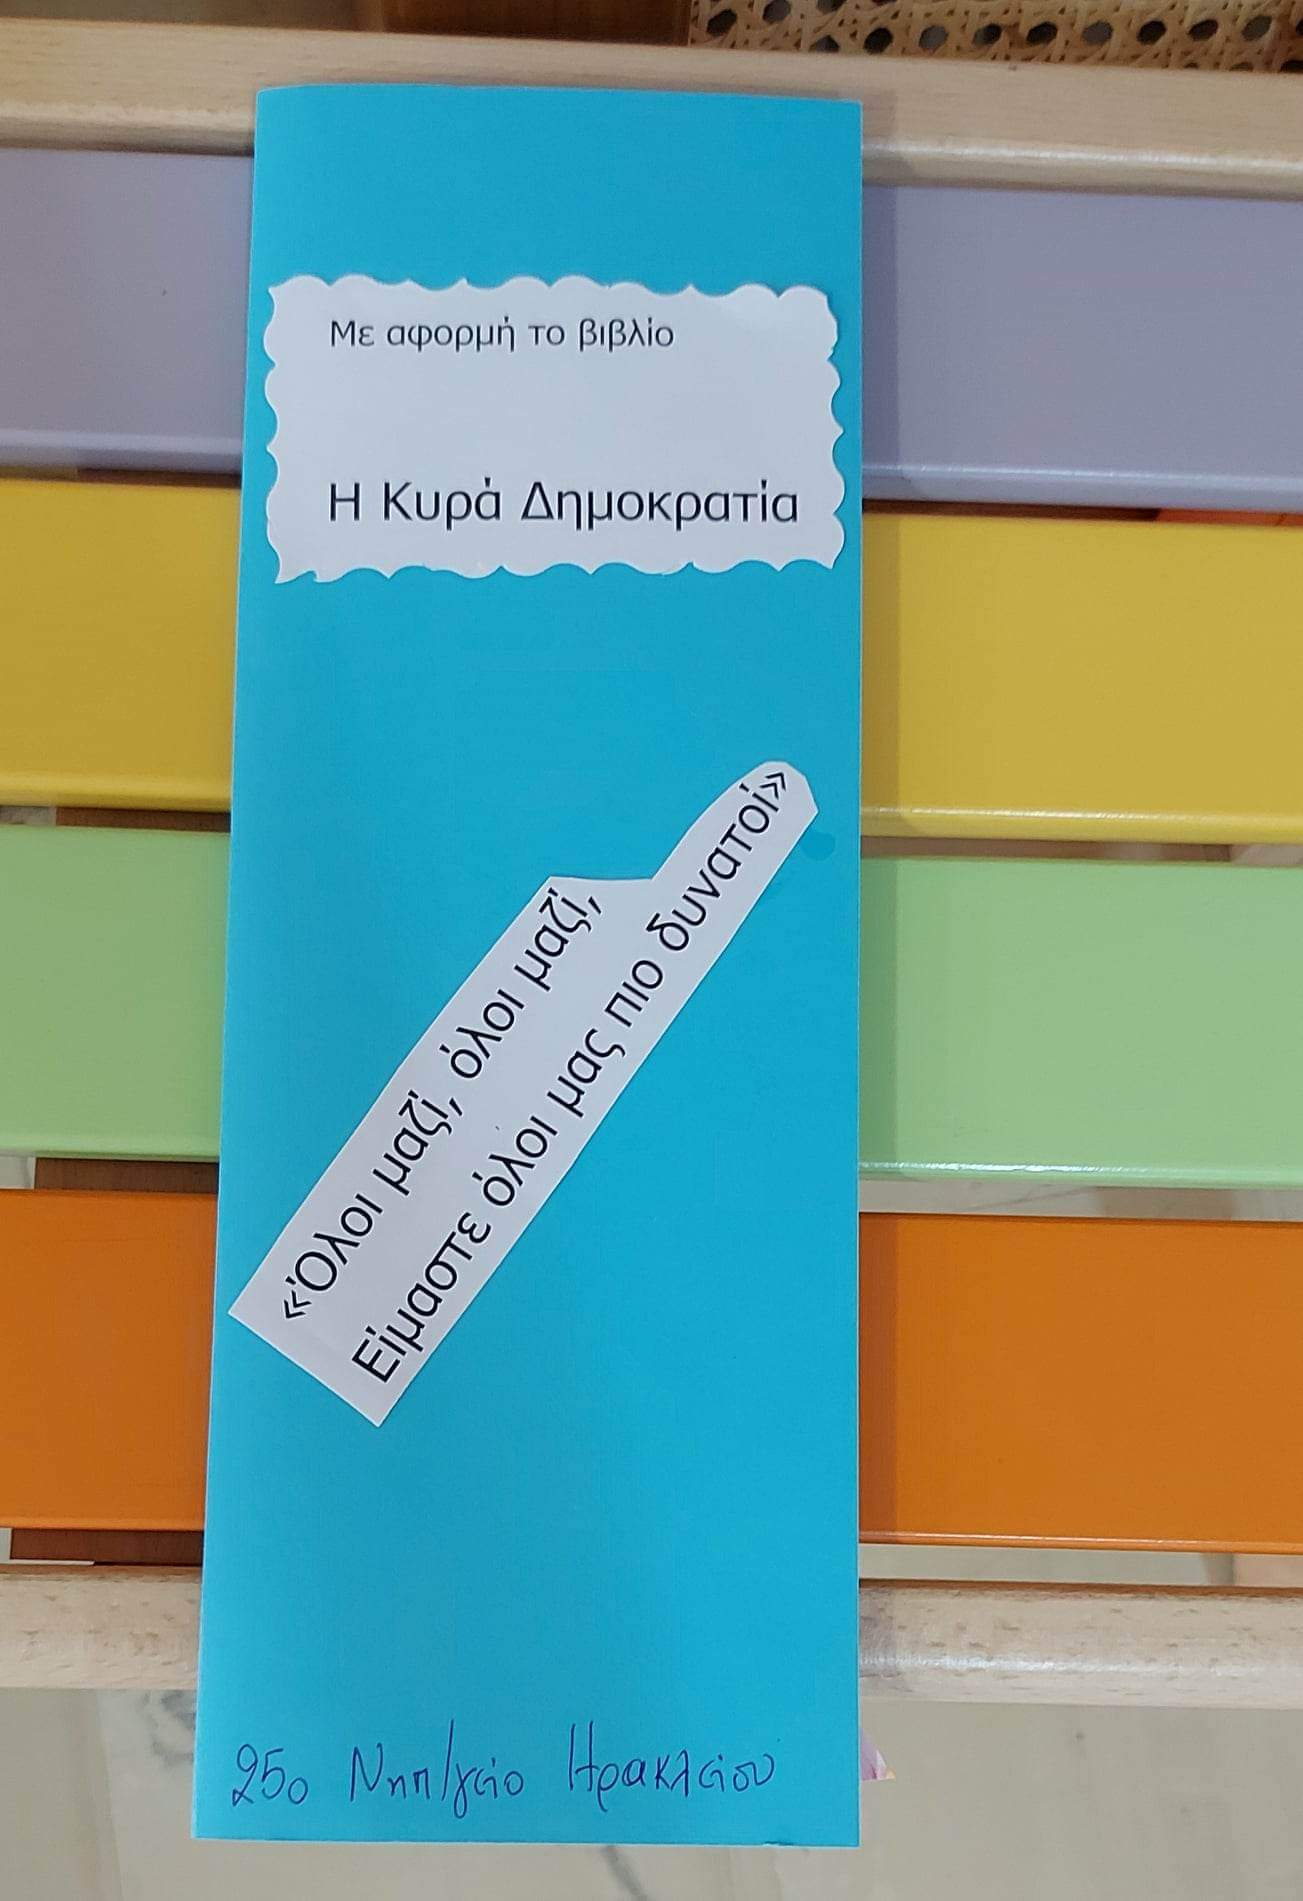 Με αφορμή το βιβλίο
Η Κυρά Δημοκρατία
«Όλοι μαζί, όλοι μαζί,
Είμαστε όλοι μας πιο δυνατοί»
25ο Νηπ/γείο Ηρακλείου